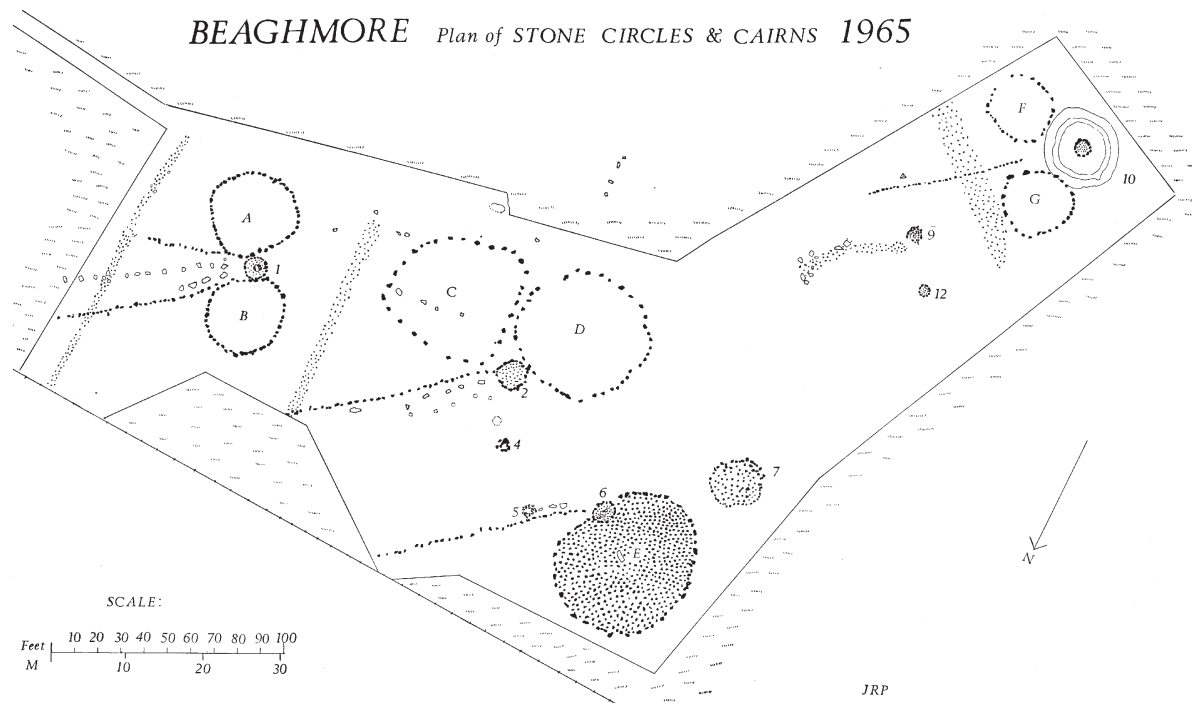 BEAGHMORE Plan of STONE CIRCLES & CAIRNS 1965
F
10
A
G
9
1
C
12
B
D
2
4
7
6
5
E
N
SCALE:
Feet 10 20 30 40 50 60 70 80 90 100
M 10 20 30
JRP